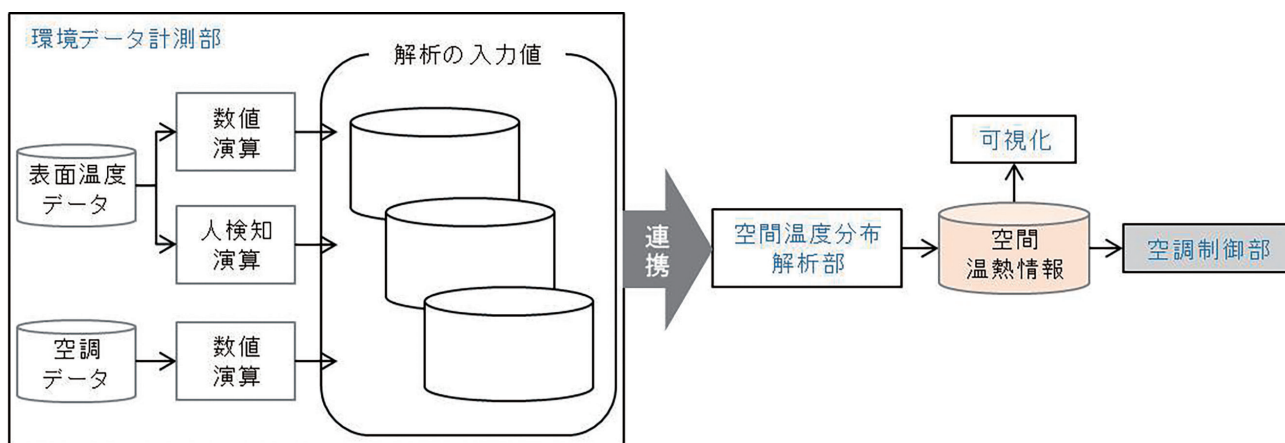 環境データ計測部
解析の入力値
数値
演算
表面温度
データ
人検知
演算
空調
データ
数値
演算
連携
空間温度分布
解析部
可視化
空間
温熱情報
空調制御部